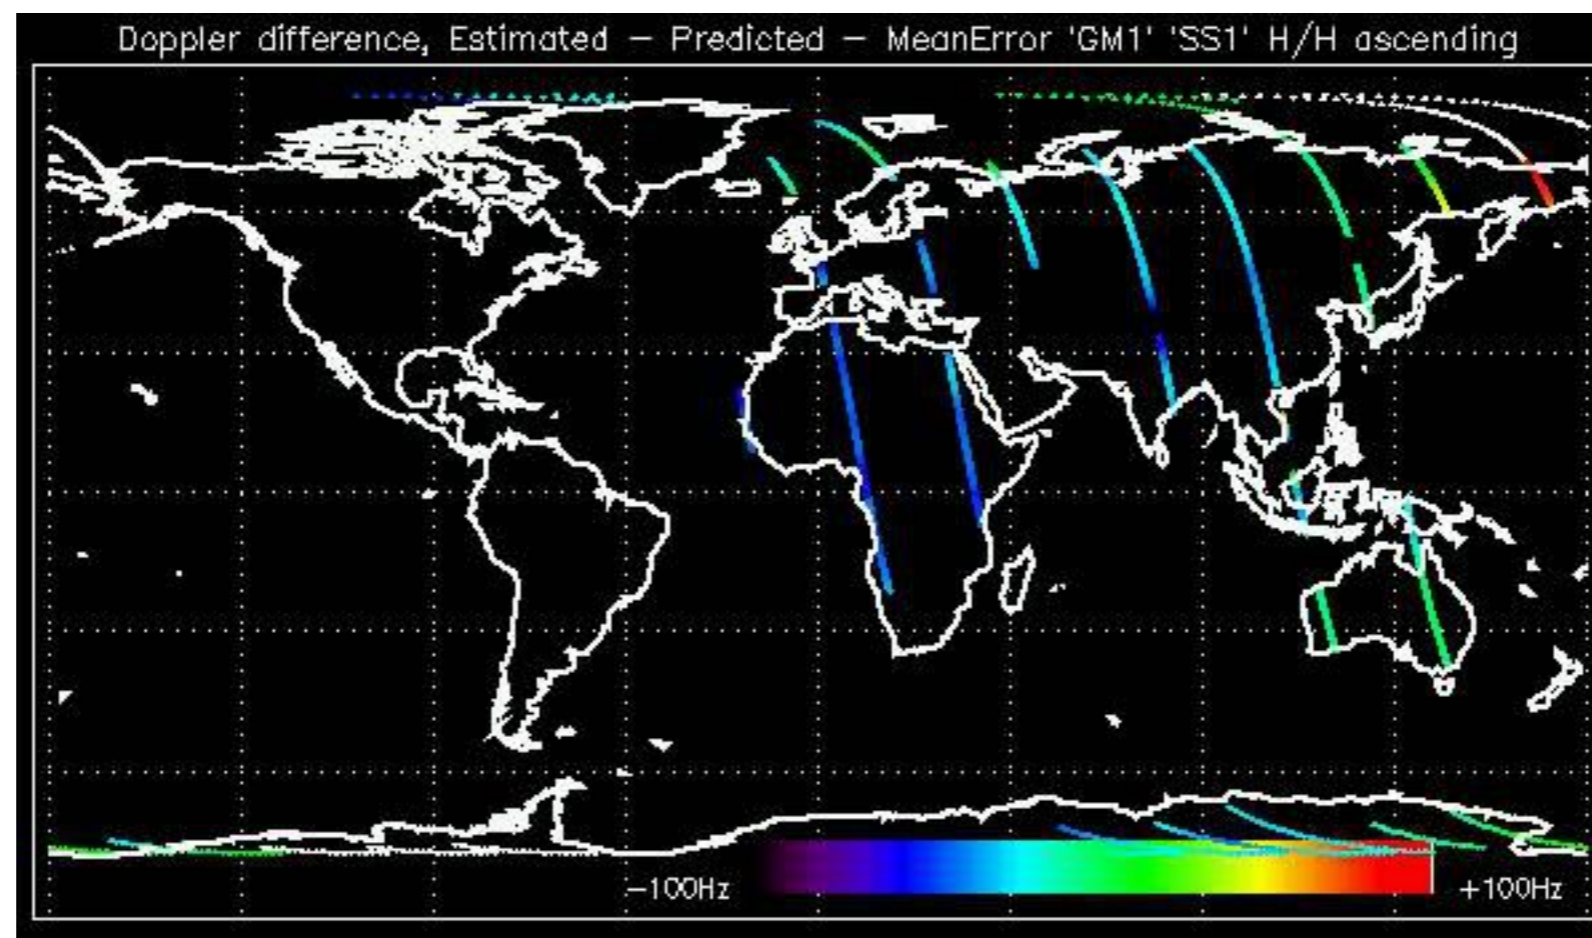 Doppler difference, Estimated – Predicted – MeanError 'GM1' 'SS1' H/H ascending
–100Hz
+100Hz